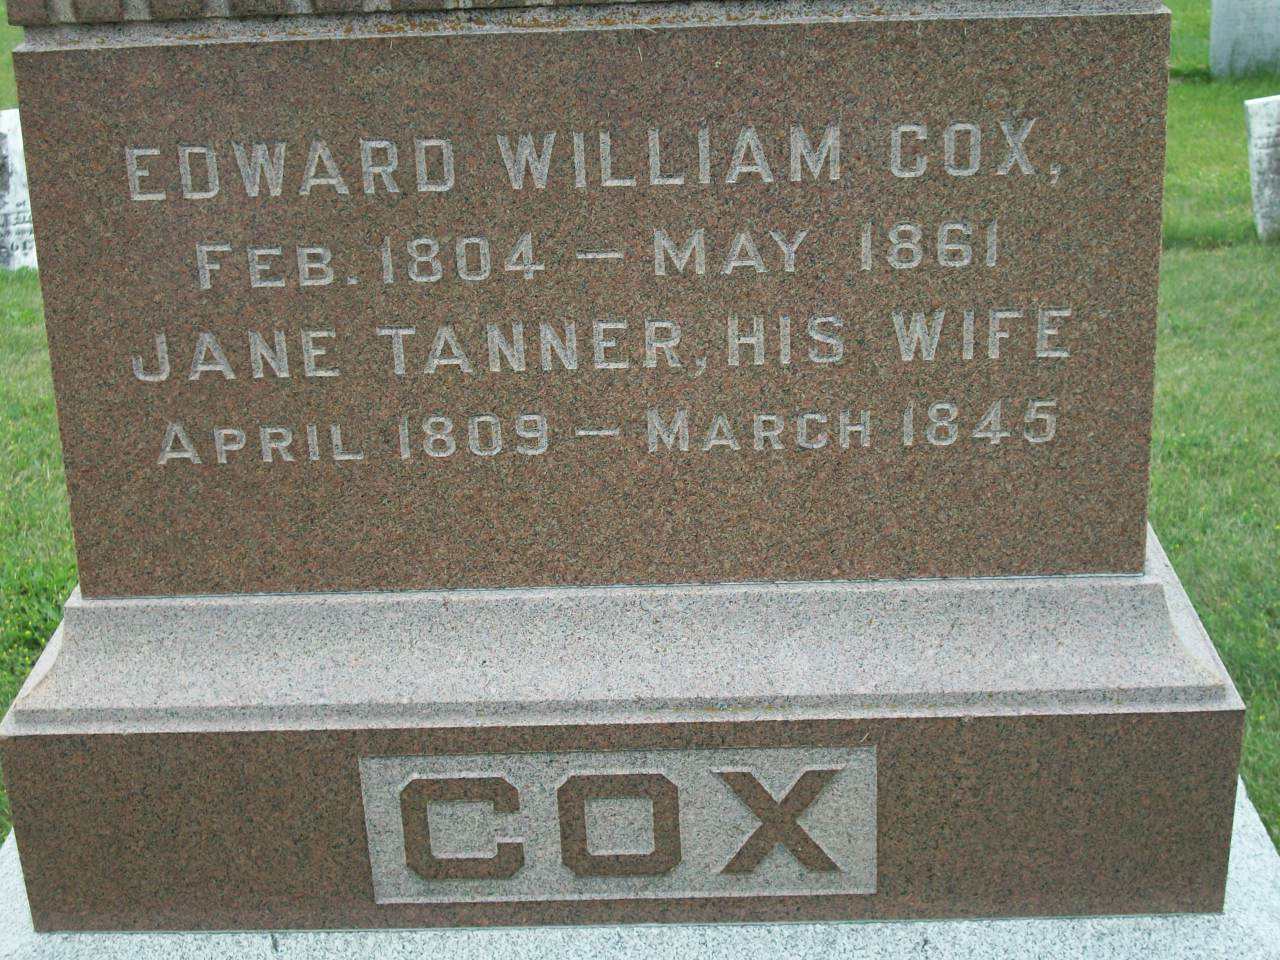 EDWARD WILLIAM COX,
FEB. 1804 — MAY 1861
JANE TANNER, HIS WIFE
APRIL 1809 — MARCH 1845
COX